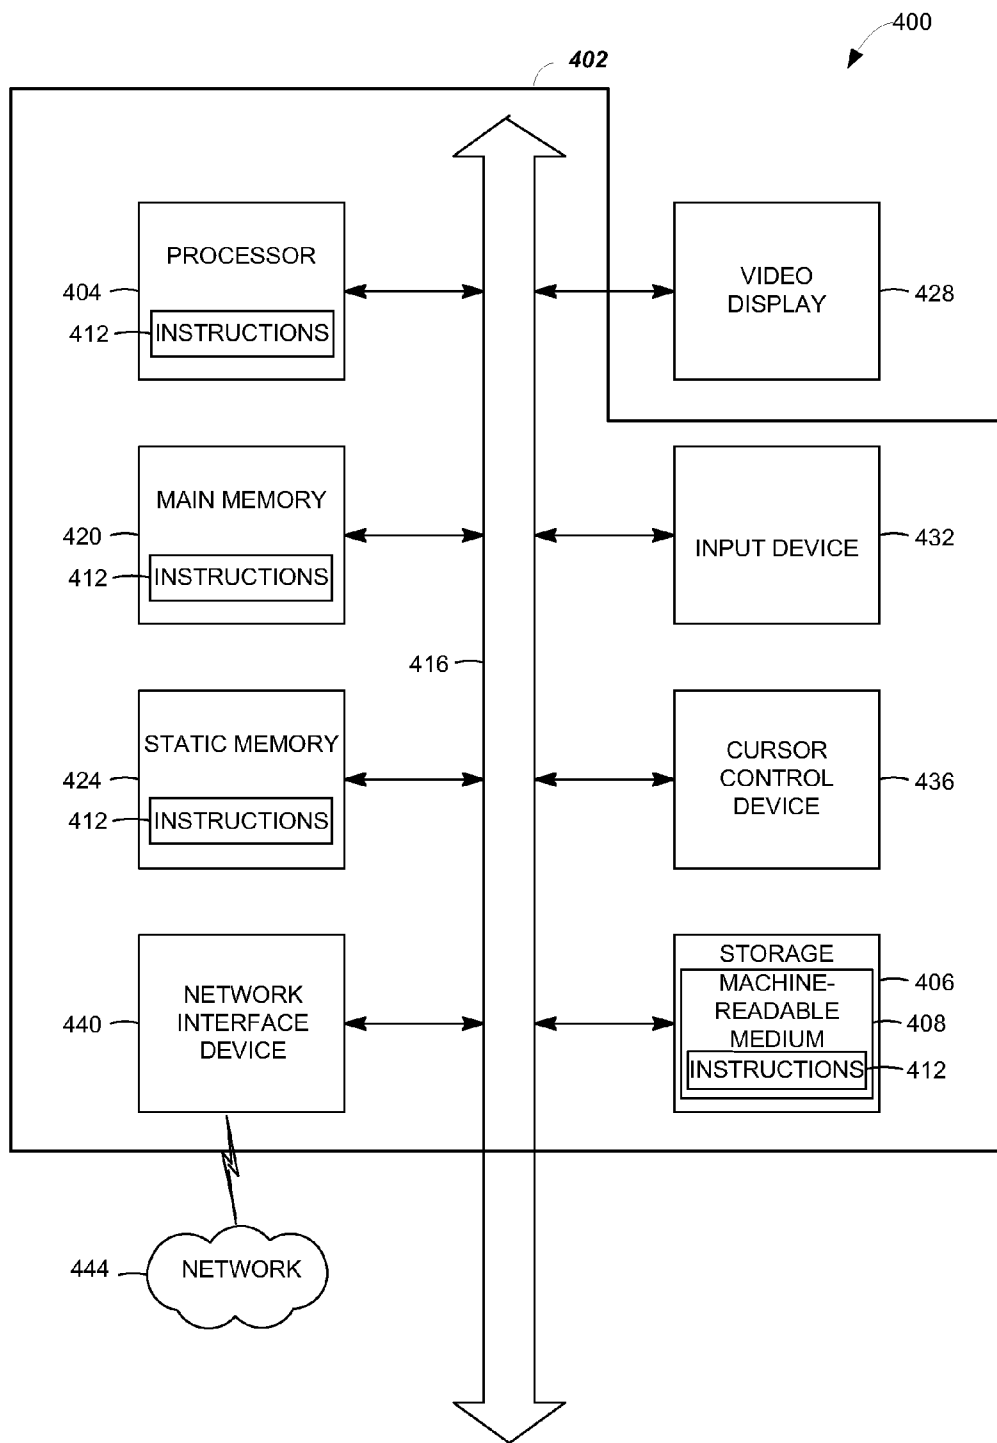 400
402
PROCESSOR
404
412
INSTRUCTIONS
VIDEO
DISPLAY
428
MAIN MEMORY
420
412
INSTRUCTIONS
INPUT DEVICE
432
416
STATIC MEMORY
424
412
INSTRUCTIONS
CURSOR
CONTROL
DEVICE
436
NETWORK
INTERFACE
DEVICE
440
STORAGE
406
MACHINE-
READABLE
MEDIUM
408
INSTRUCTIONS
412
444
NETWORK